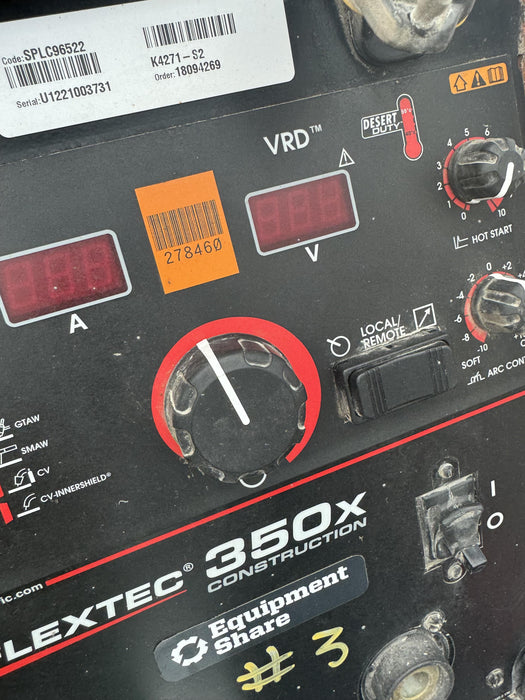 Code:SPLC96522
Serial:U1221003731
K4271-S2
Order:18094269
VRD™
DESERT
DUTY
278460
A
V
0 1 2 3 4 5 6 10
HOT START
LOCAL/
REMOTE
-10 -8 -6 -4 -2 0 +2 +4
SOFT
ARC
GTAW
SMAW
CV
CV-INNERSHIELD®
I
O
.com
350X
CONSTRUCTION
Equipment
Share
# 3